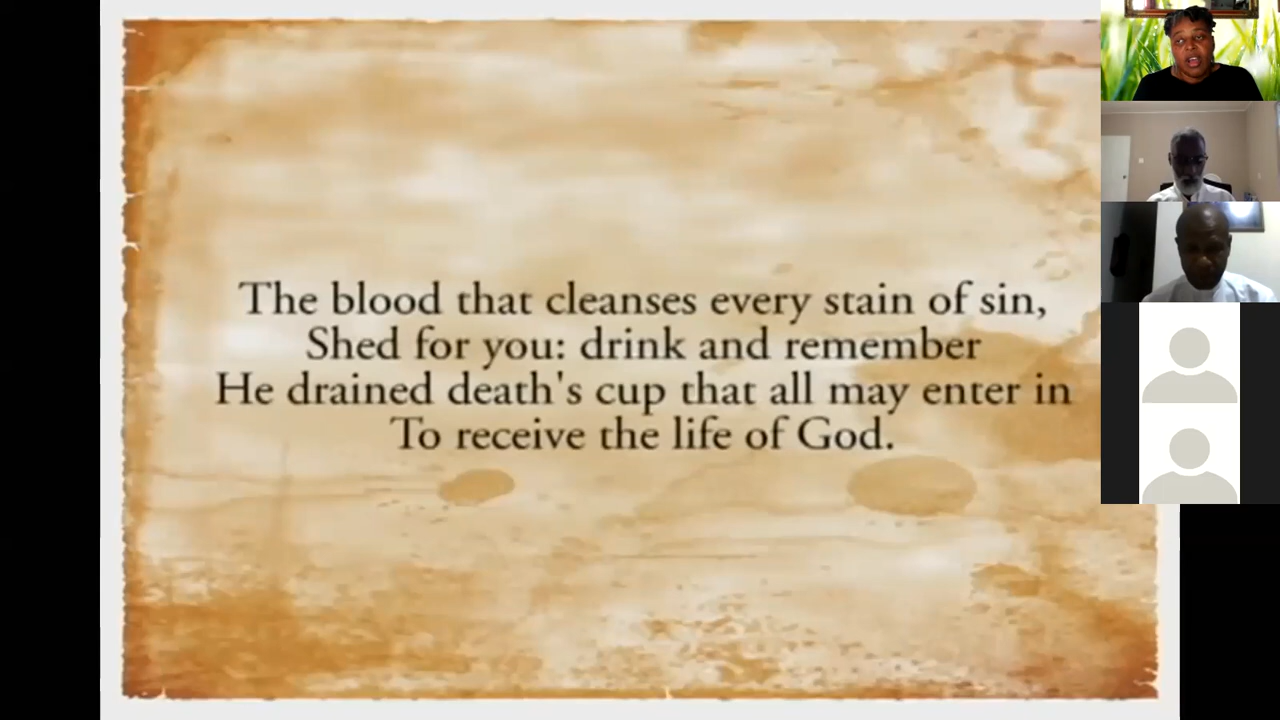 The blood that cleanses every stain of sin,
Shed for you: drink and remember
He drained death's cup that all may enter in
To receive the life of God.